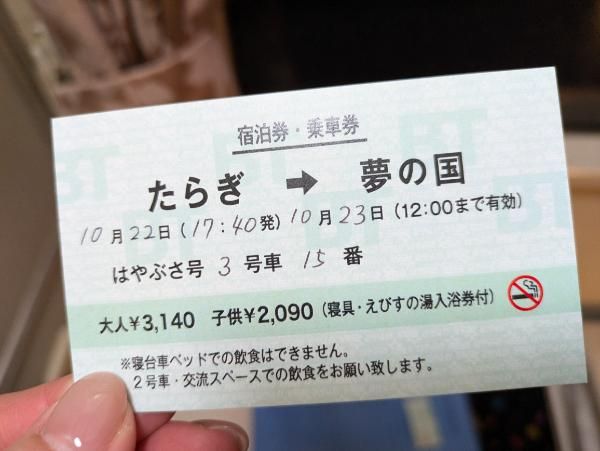 宿泊券・乗車券
たらぎ ➡ 夢の国
10月22日(17:40発)10月23日(12:00まで有効)
はやぶさ号 3 号車 15 番
大人¥3,140 子供¥2,090(寝具・えびすの湯入浴券付)
※寝台車ベッドでの飲食はできません。
2号車・交流スペースでの飲食をお願い致します。